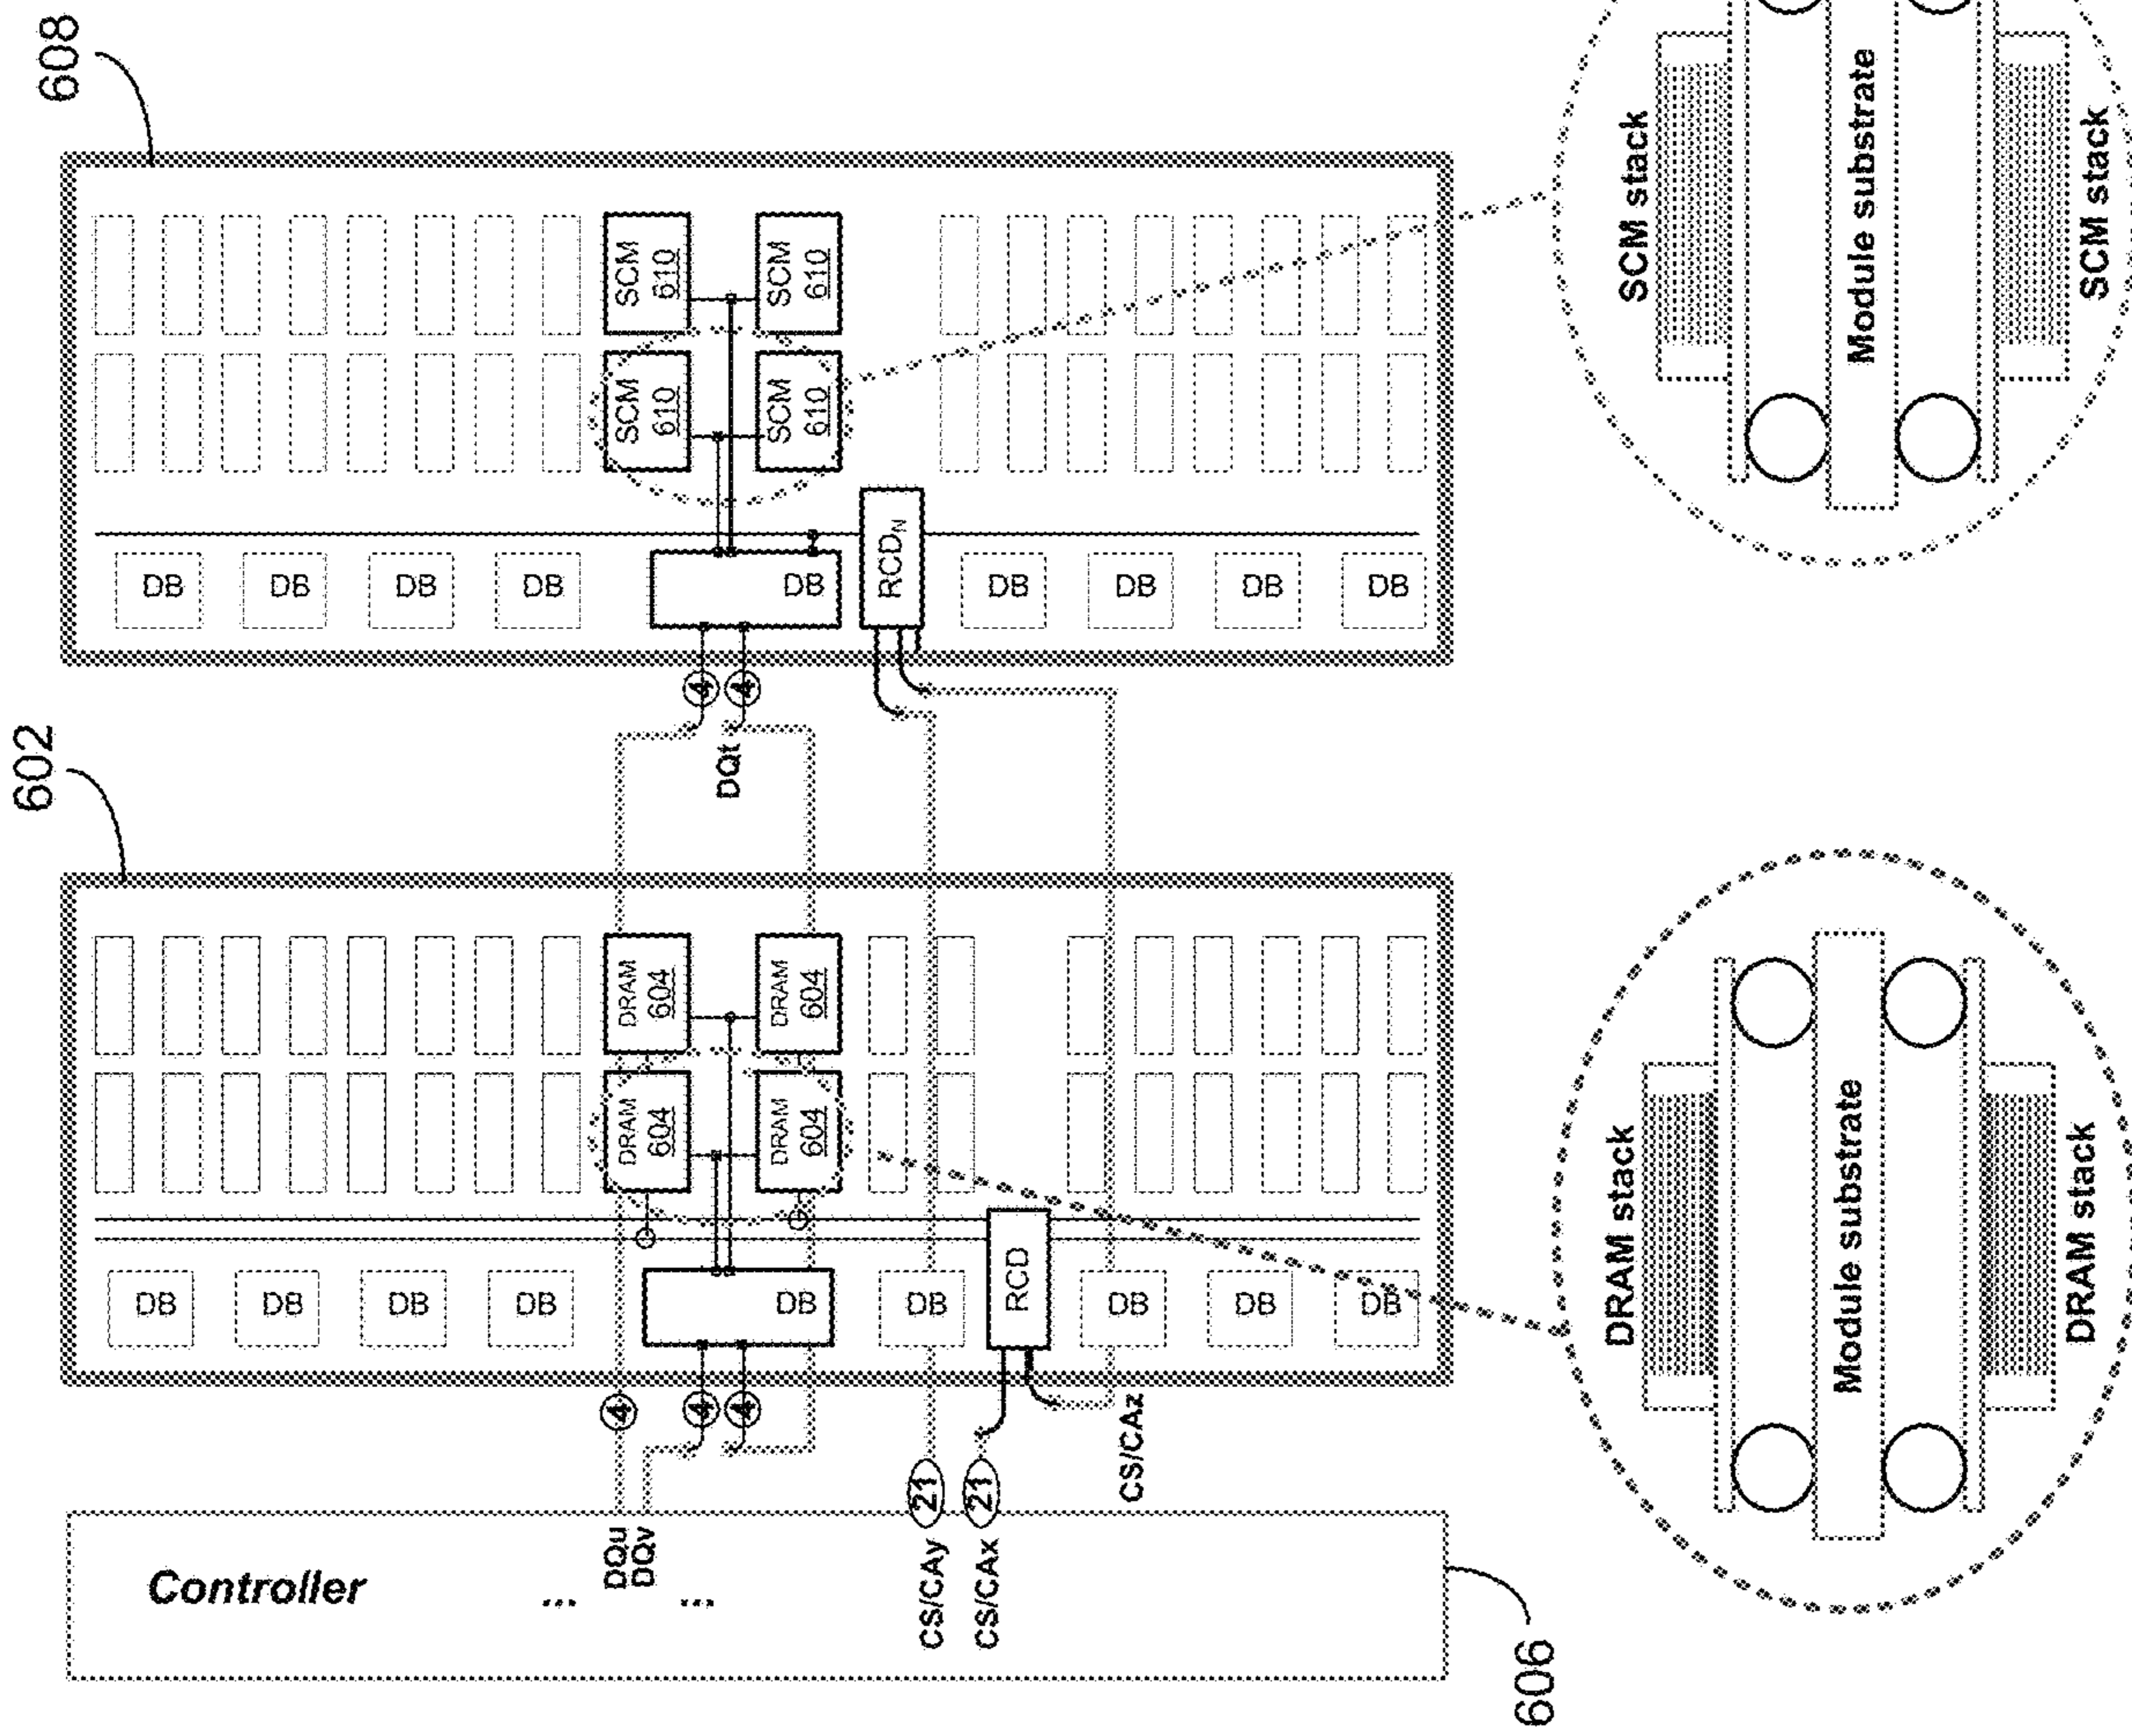 608
SCM
610
SCM
610
SCM
610
SCM
610
DB
DB
DB
DB
DB
RCDN
DB
DB
DB
DB
4
4
DQt
602
DRAM
604
DRAM
604
DRAM
604
DRAM
604
DB
DB
DB
DB
DB
DB
RCD
DB
DB
DB
4
4
4
21
21
CS/CAz
Controller
...
DQu
DQv
...
CS/CAy
CS/CAx
606
SCM stack
Module substrate
SCM stack
DRAM stack
Module substrate
DRAM stack